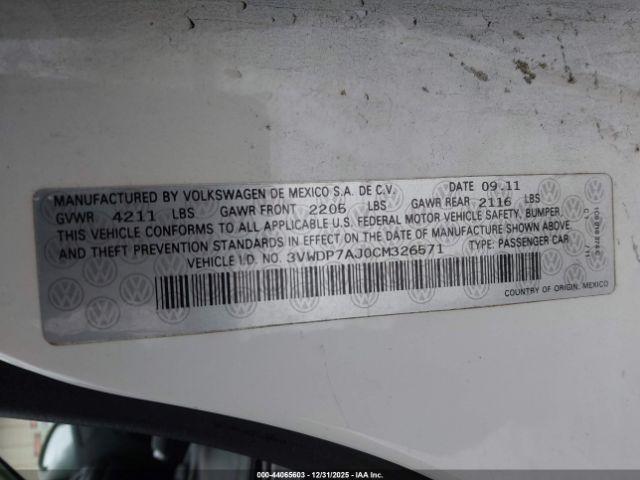 MANUFACTURED BY VOLKSWAGEN DE MEXICO S.A. DE C.V. DATE 09.11
GVWR 4211 LBS GAWR FRONT 2205 LBS GAWR REAR 2116 LBS
THIS VEHICLE CONFORMS TO ALL APPLICABLE U.S. FEDERAL MOTOR VEHICLE SAFETY, BUMPER
AND THEFT PREVENTION STANDARDS IN EFFECT ON THE DATE OF MANUFACTURE SHOWN ABOVE.
VEHICLE I.D. NO. 3VWDP7AJ0CM326571 TYPE: PASSENGER CAR
COUNTRY OF ORIGIN: MEXICO
000-44065603 - 12/31/2025 - IAAI.COM